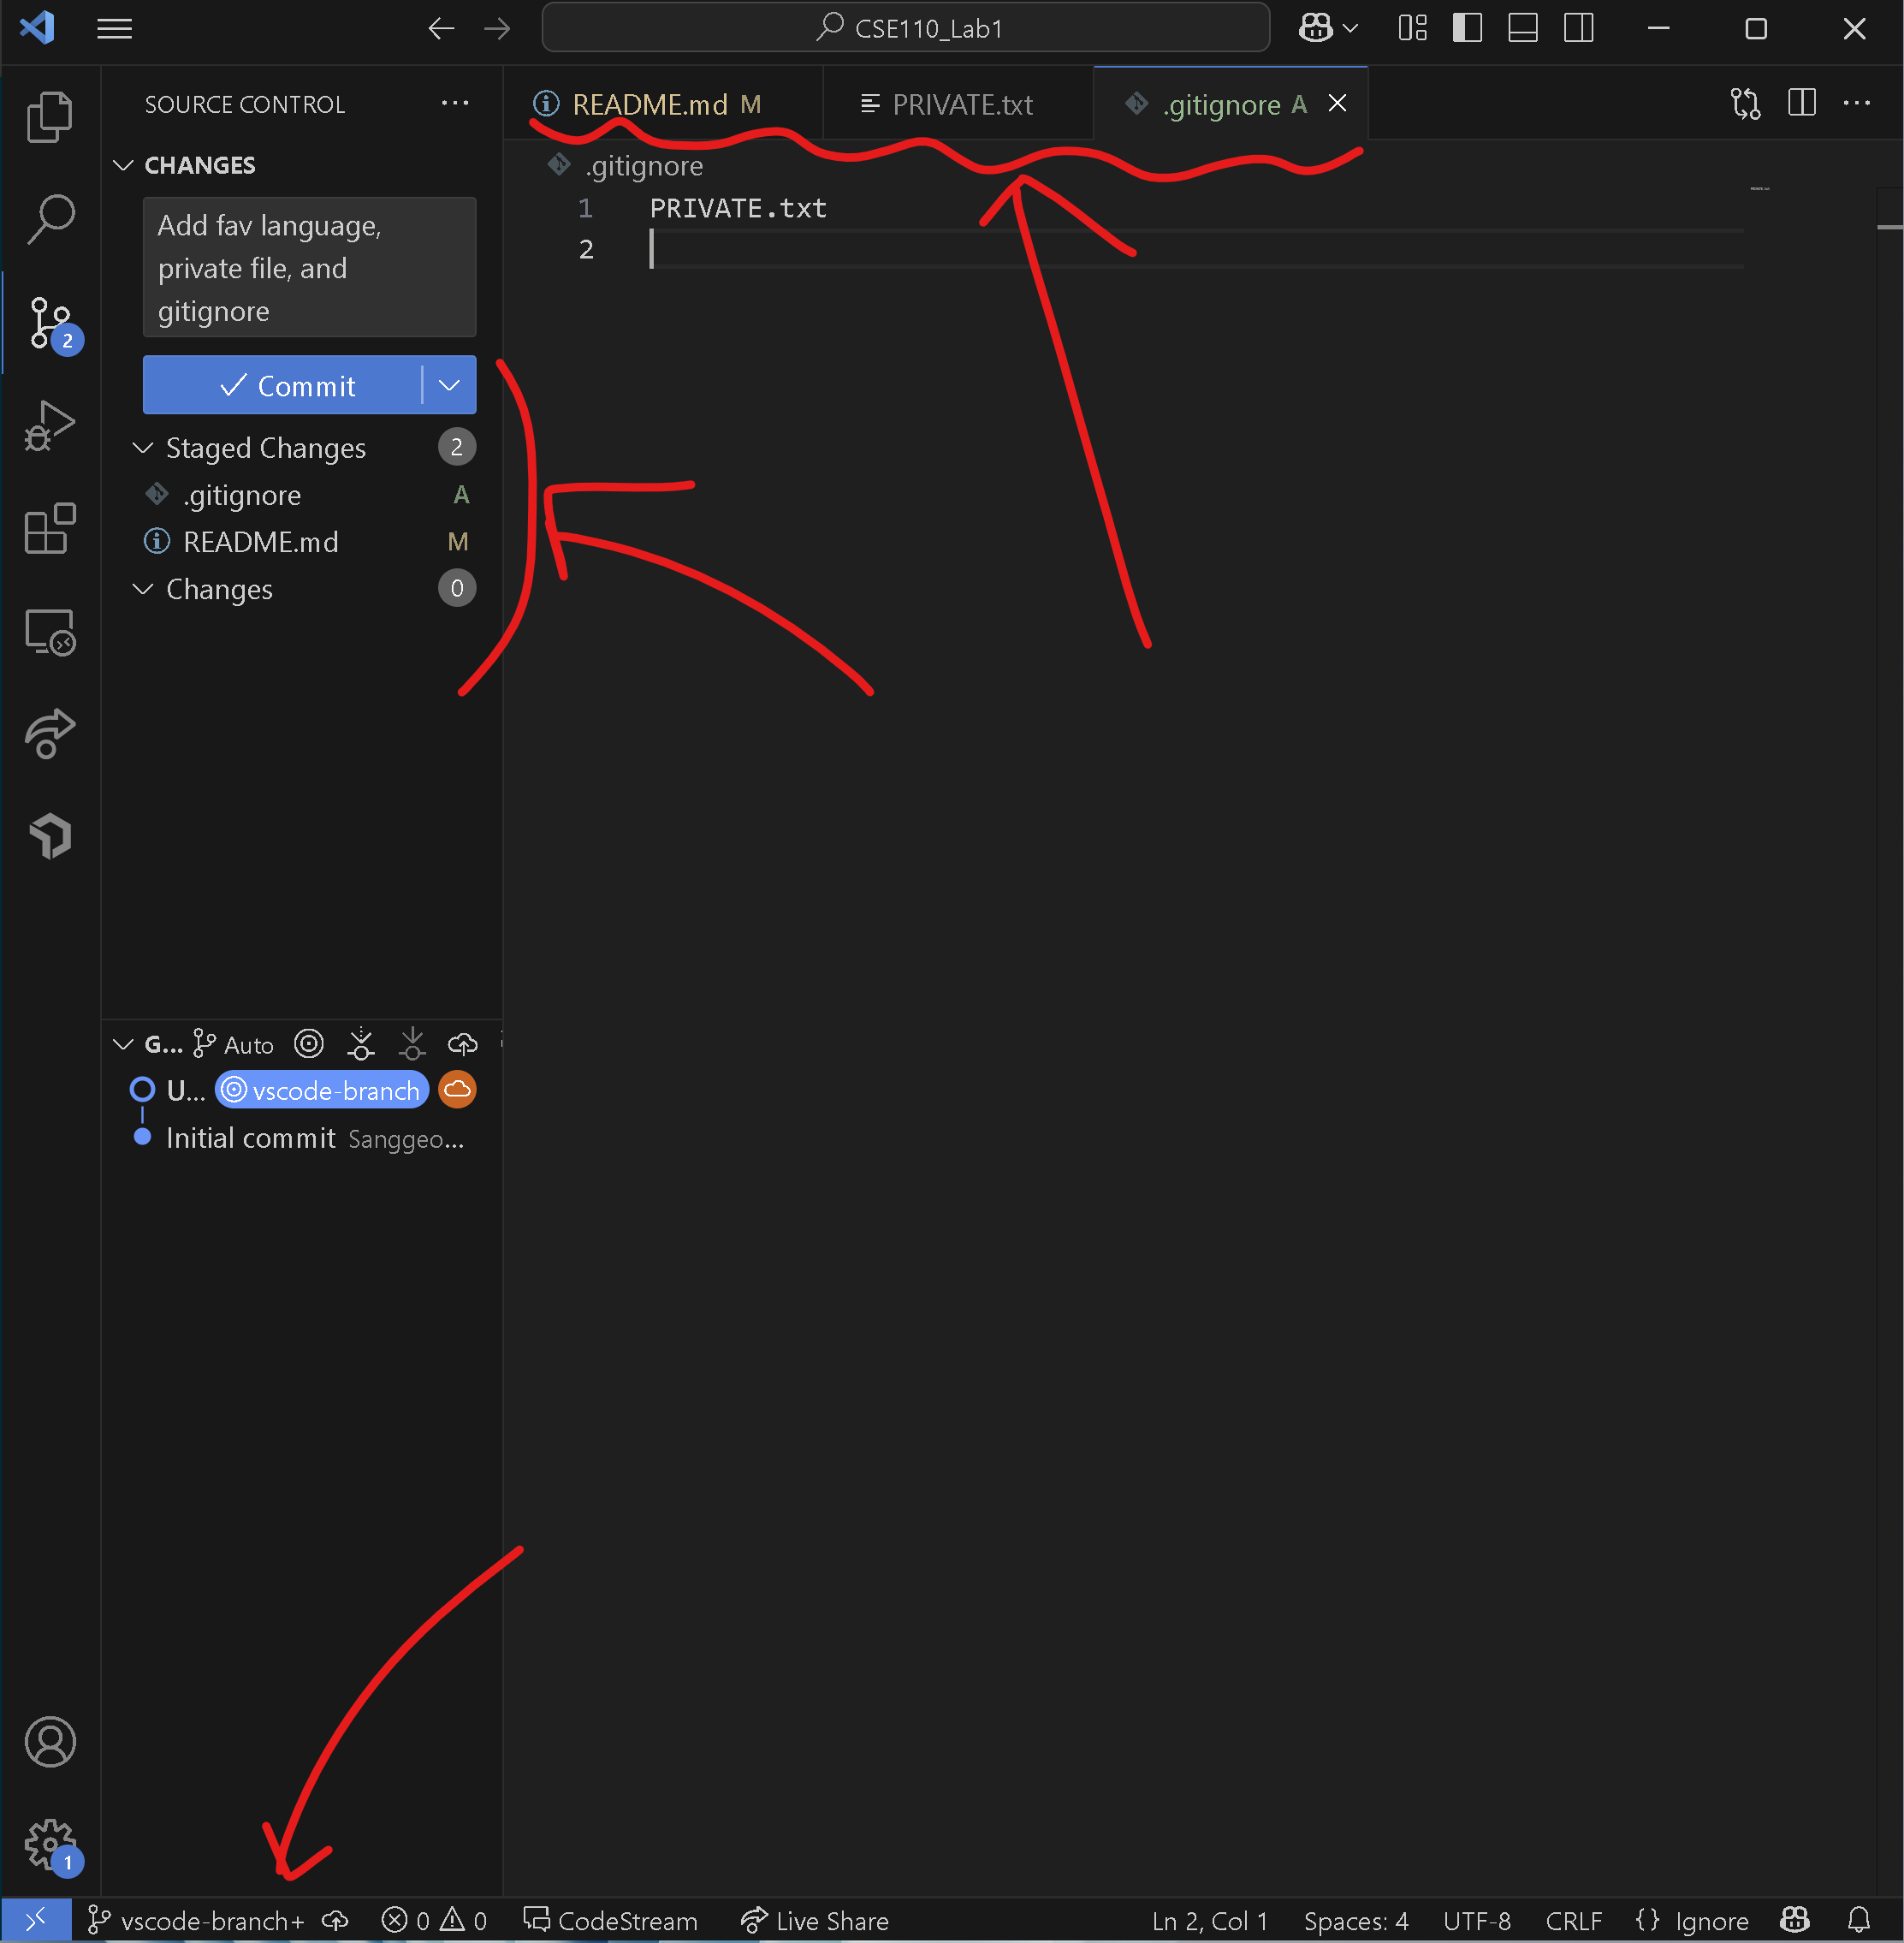 CSE110_Lab1
SOURCE CONTROL ...
README.md M
PRIVATE.txt
.gitignore A
CHANGES
.gitignore
1 PRIVATE.txt
2
Add fav language,
private file, and
gitignore
2
Commit
Staged Changes 2
.gitignore A
README.md M
Changes 0
G... Auto
U... vscode-branch
Initial commit Sanggeo...
1
vscode-branch+ 0 0 CodeStream Live Share Ln 2, Col 1 Spaces: 4 UTF-8 CRLF {} Ignore